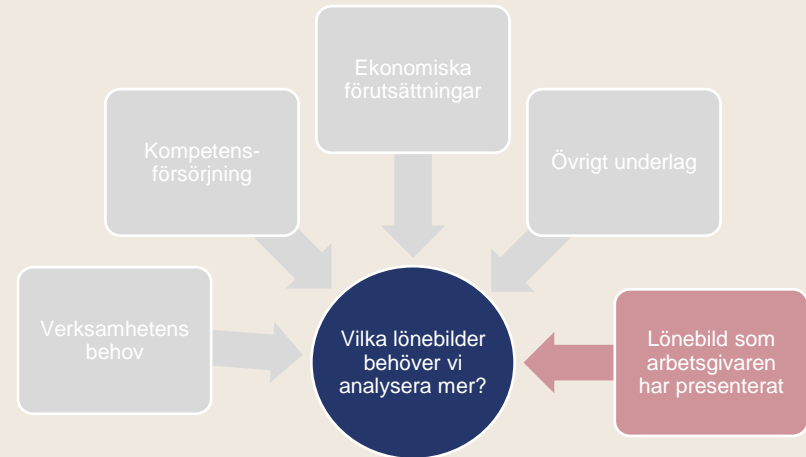 Ekonomiska
förutsättningar
Kompetens-
försörjning
Övrigt underlag
Verksamhetens
behov
Vilka lönebilder
behöver vi
analysera mer?
Lönebild som
arbetsgivaren
har presenterat